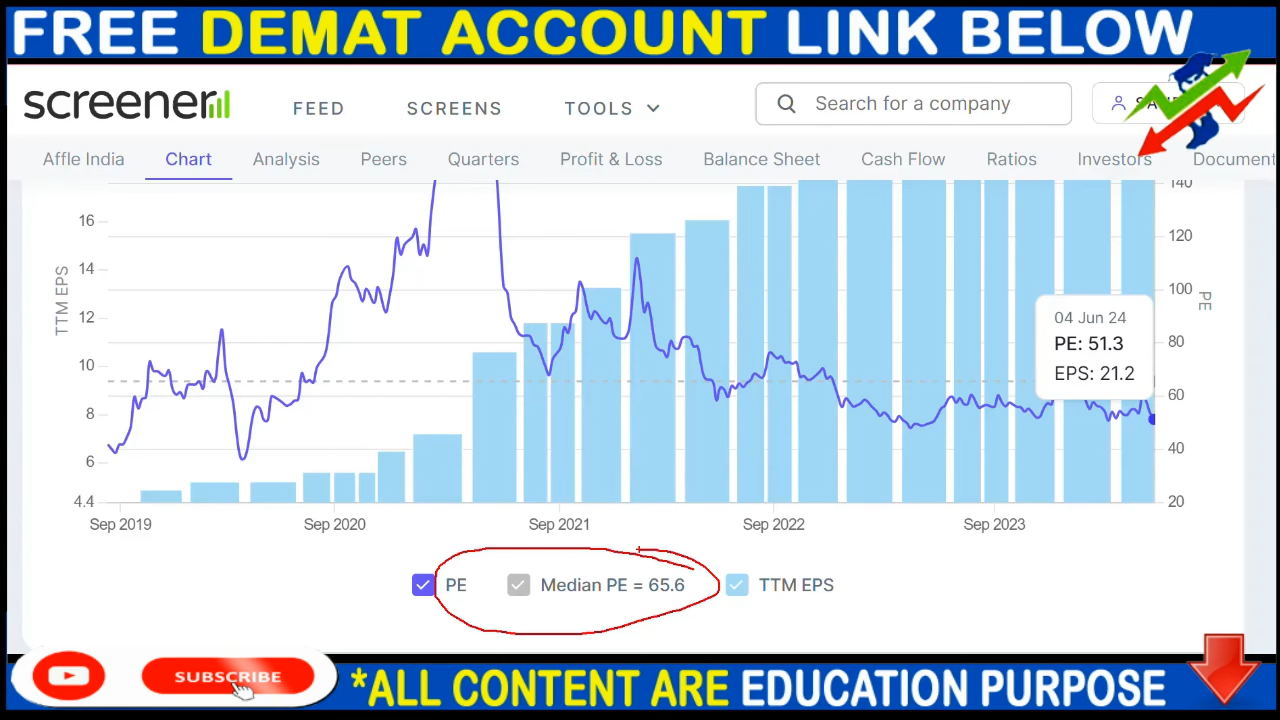 FREE DEMAT ACCOUNT LINK BELOW
screener FEED SCREENS TOOLS Search for a company
Affle India Chart Analysis Peers Quarters Profit & Loss Balance Sheet Cash Flow Ratios Investors Document
140
16
120
14
TTM EPS
100
PE
12
04 Jun 24
PE: 51.3
EPS: 21.2
80
10
60
8
40
6
4.4
20
Sep 2019 Sep 2020 Sep 2021 Sep 2022 Sep 2023
PE Median PE = 65.6 TTM EPS
SUBSCRIBE
*ALL CONTENT ARE EDUCATION PURPOSE